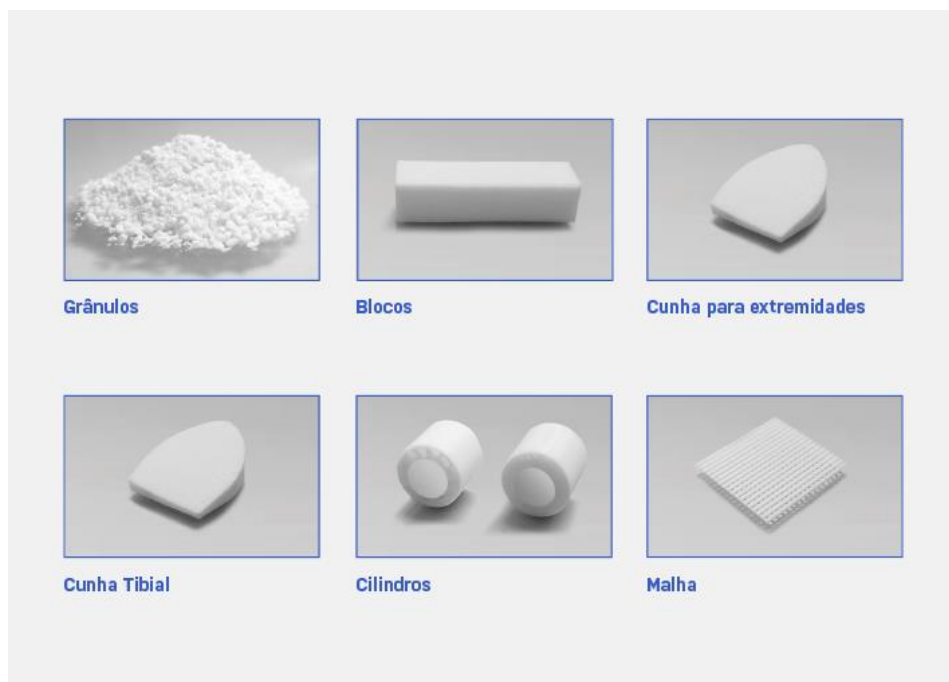 Grânulos
Blocos
Cunha para extremidades
Cunha Tibial
Cilindros
Malha